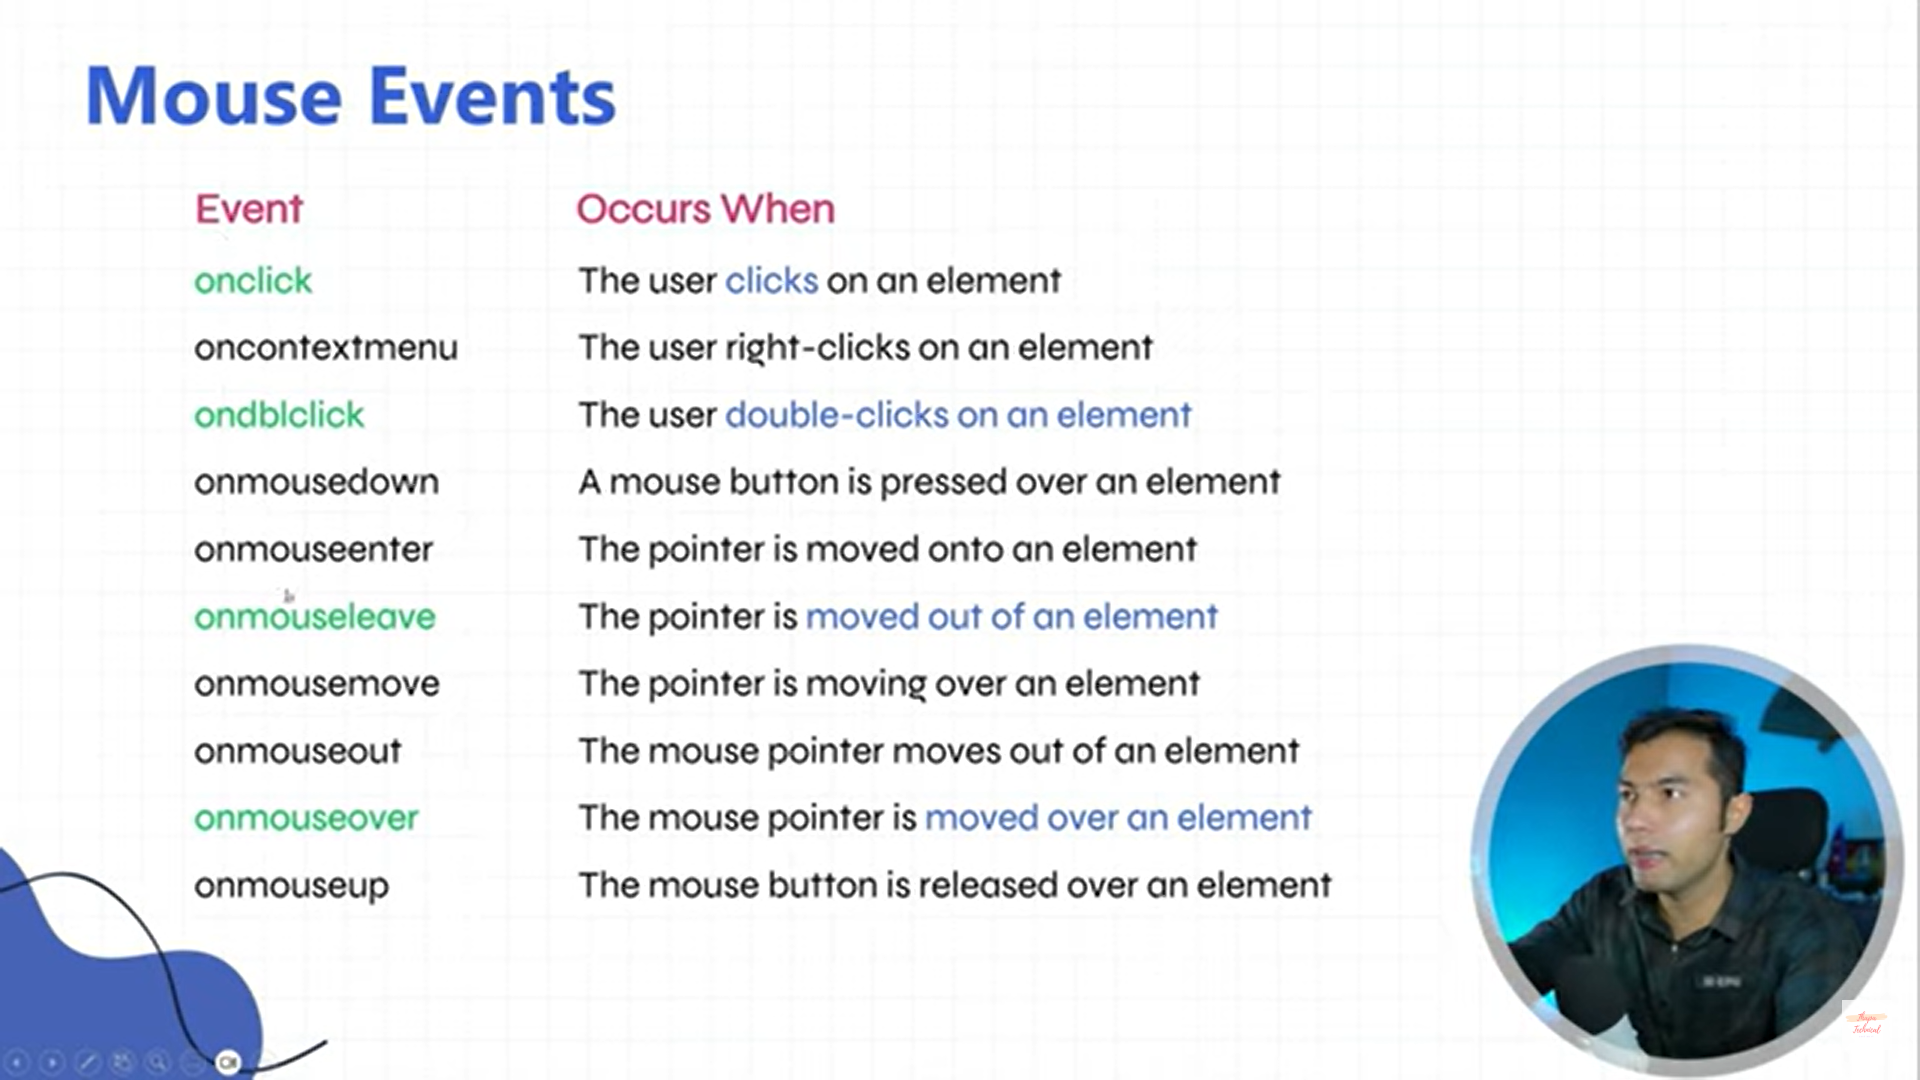 Mouse Events
Event Occurs When
onclick The user clicks on an element
oncontextmenu The user right-clicks on an element
ondblclick The user double-clicks on an element
onmousedown A mouse button is pressed over an element
onmouseenter The pointer is moved onto an element
onmouseleave The pointer is moved out of an element
onmousemove The pointer is moving over an element
onmouseout The mouse pointer moves out of an element
onmouseover The mouse pointer is moved over an element
onmouseup The mouse button is released over an element
Technical